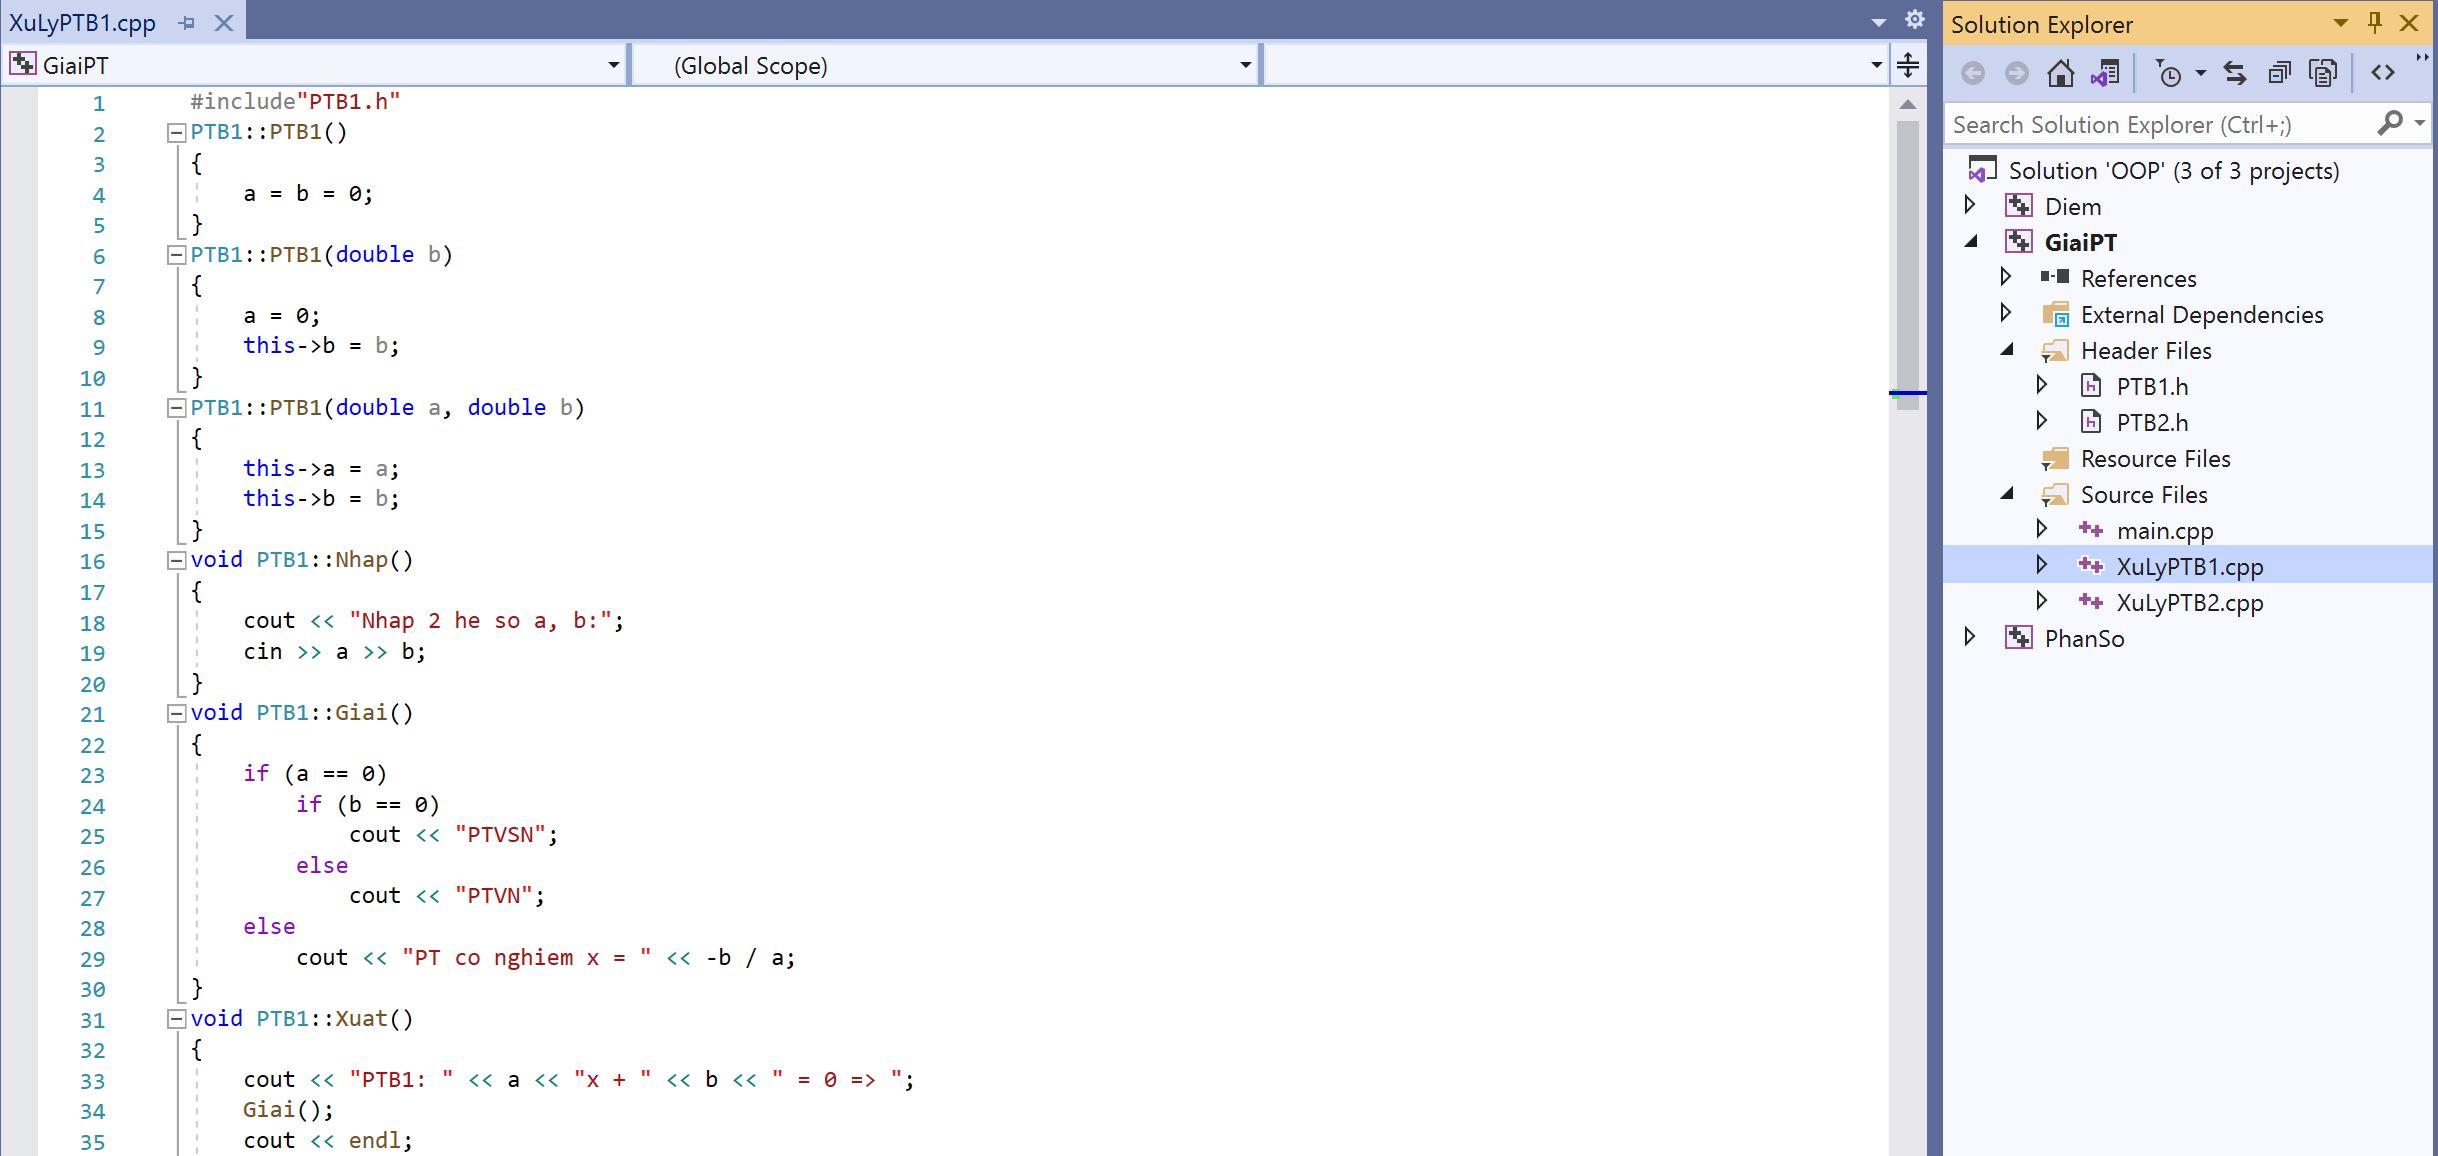 XuLyPTB1.cpp
GiaiPT
(Global Scope)
1 #include"PTB1.h"
2 PTB1::PTB1()
3 {
4 a = b = 0;
5 }
6 PTB1::PTB1(double b)
7 {
8 a = 0;
9 this->b = b;
10 }
11 PTB1::PTB1(double a, double b)
12 {
13 this->a = a;
14 this->b = b;
15 }
16 void PTB1::Nhap()
17 {
18 cout << "Nhap 2 he so a, b:";
19 cin >> a >> b;
20 }
21 void PTB1::Giai()
22 {
23 if (a == 0)
24 if (b == 0)
25 cout << "PTVSN";
26 else
27 cout << "PTVN";
28 else
29 cout << "PT co nghiem x = " << -b / a;
30 }
31 void PTB1::Xuat()
32 {
33 cout << "PTB1: " << a << "x + " << b << " = 0 => ";
34 Giai();
35 cout << endl;
Solution Explorer
Search Solution Explorer (Ctrl+;)
Solution 'OOP' (3 of 3 projects)
Diem
GiaiPT
References
External Dependencies
Header Files
PTB1.h
PTB2.h
Resource Files
Source Files
main.cpp
XuLyPTB1.cpp
XuLyPTB2.cpp
PhanSo